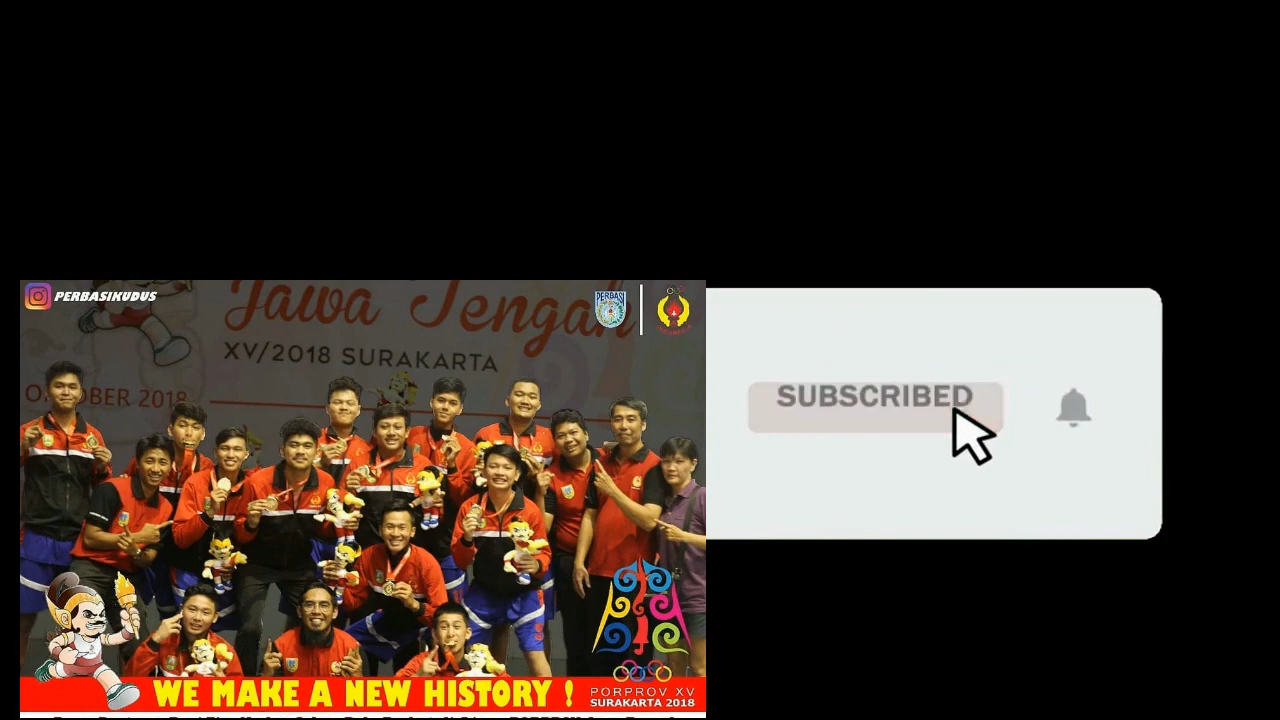 PERBASIKUDUS
PERBASI
Jawa Tengah
XV/2018 SURAKARTA
OKTOBER 2018
SUBSCRIBED
WE MAKE A NEW HISTORY !
PORPROV XV
SURAKARTA 2018